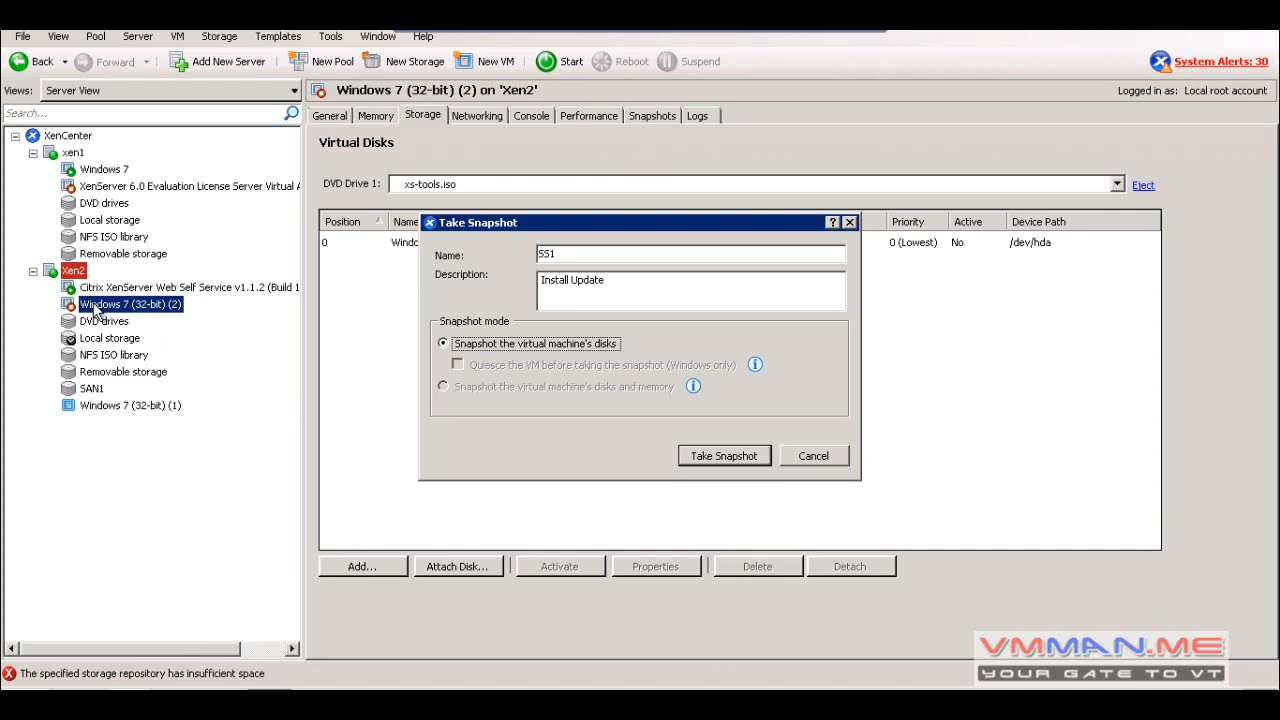 File View Pool Server VM Storage Templates Tools Window Help
Back Forward Add New Server New Pool New Storage New VM Start Reboot Suspend System Alerts: 30
Views: Server View Windows 7 (32-bit) (2) on 'Xen2' Logged in as: Local root account
Search... General Memory Storage Networking Console Performance Snapshots Logs
XenCenter
xen1
Windows 7
XenServer 6.0 Evaluation License Server Virtual A
DVD drives
Local storage
NFS ISO library
Removable storage
Xen2
Citrix XenServer Web Self Service v1.1.2 (Build 1
Windows 7 (32-bit) (2)
DVD drives
Local storage
NFS ISO library
Removable storage
SAN1
Windows 7 (32-bit) (1)
Virtual Disks
DVD Drive 1: xs-tools.iso Eject
Position Name Priority Active Device Path
0 Windo 0 (Lowest) No /dev/hda
Take Snapshot
Name: SS1
Description: Install Update
Snapshot mode
Snapshot the virtual machine's disks
Quiesce the VM before taking the snapshot (Windows only)
Snapshot the virtual machine's disks and memory
Take Snapshot Cancel
Add... Attach Disk... Activate Properties Delete Detach
The specified storage repository has insufficient space
VMMAN.ME
YOUR GATE TO VT